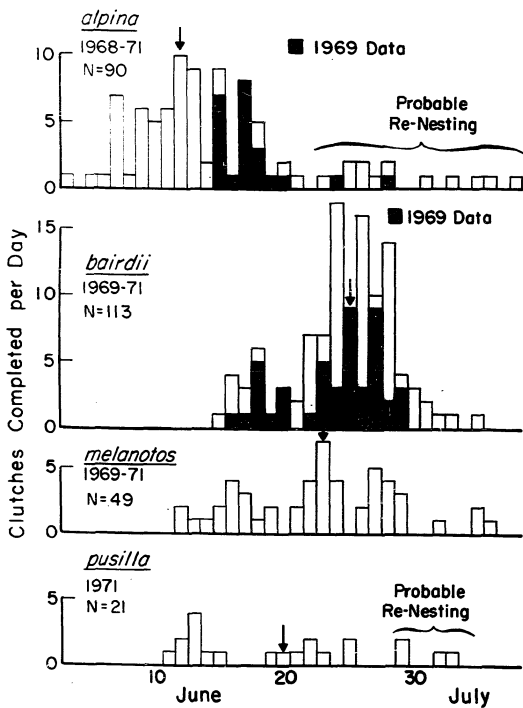 alpina
1968-71
N=90
1969 Data
Probable
Re-Nesting
10
5
0
1969 Data
bairdii
1969-71
N=113
15
10
5
0
melanotos
1969-71
N=49
5
0
pusilla
1971
N=21
Probable
Re-Nesting
5
0
10 20 30
June July
Clutches Completed per Day